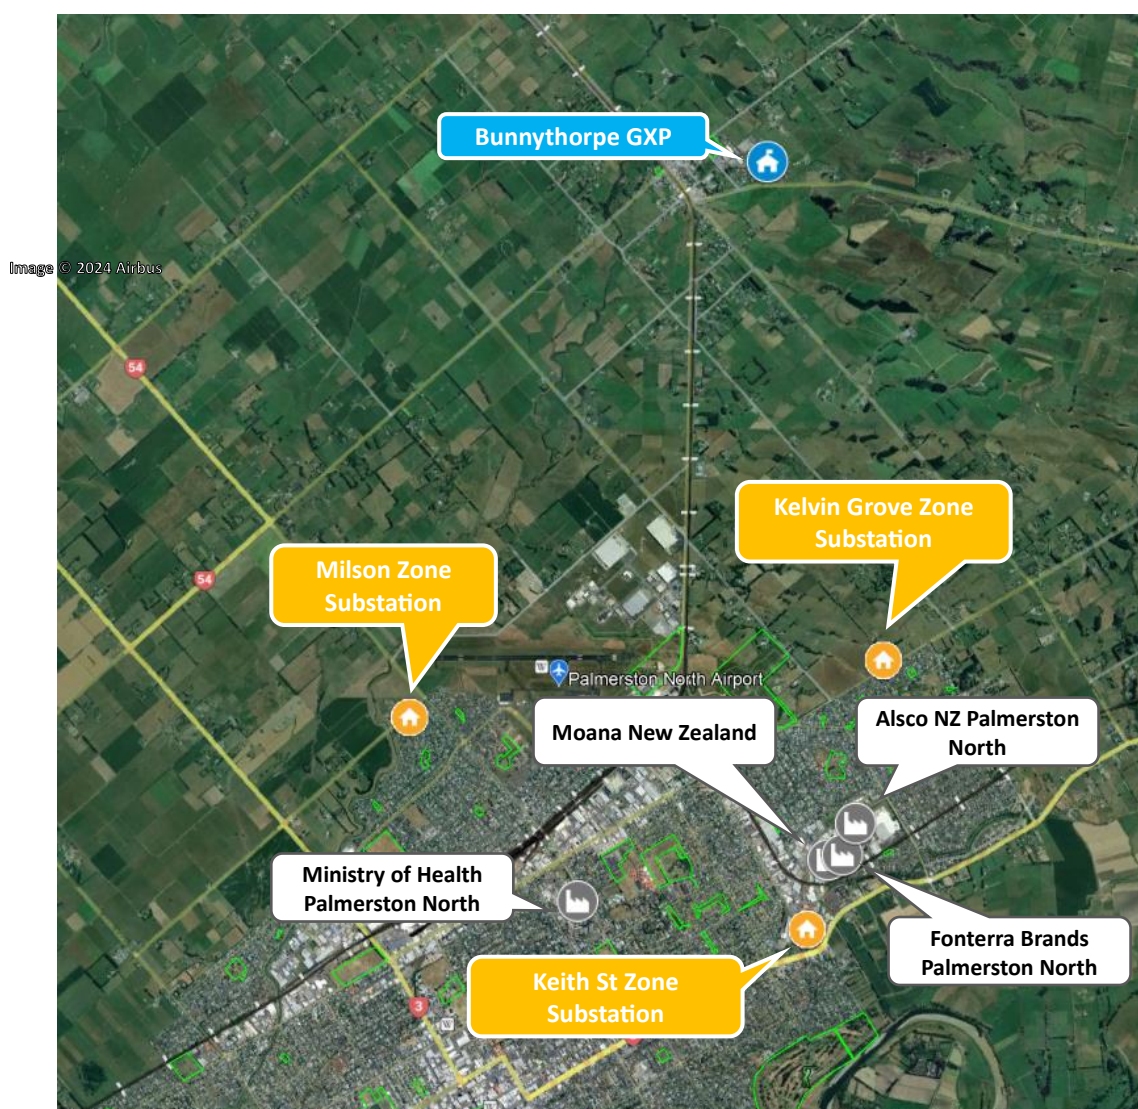 Bunnythorpe GXP
Image © 2024 Airbus
54
Kelvin Grove Zone
Substation
Milson Zone
Substation
54
Palmerston North Airport
W
Moana New Zealand
Alsco NZ Palmerston
North
Ministry of Health
Palmerston North
Fonterra Brands
Palmerston North
Keith St Zone
Substation
3
W